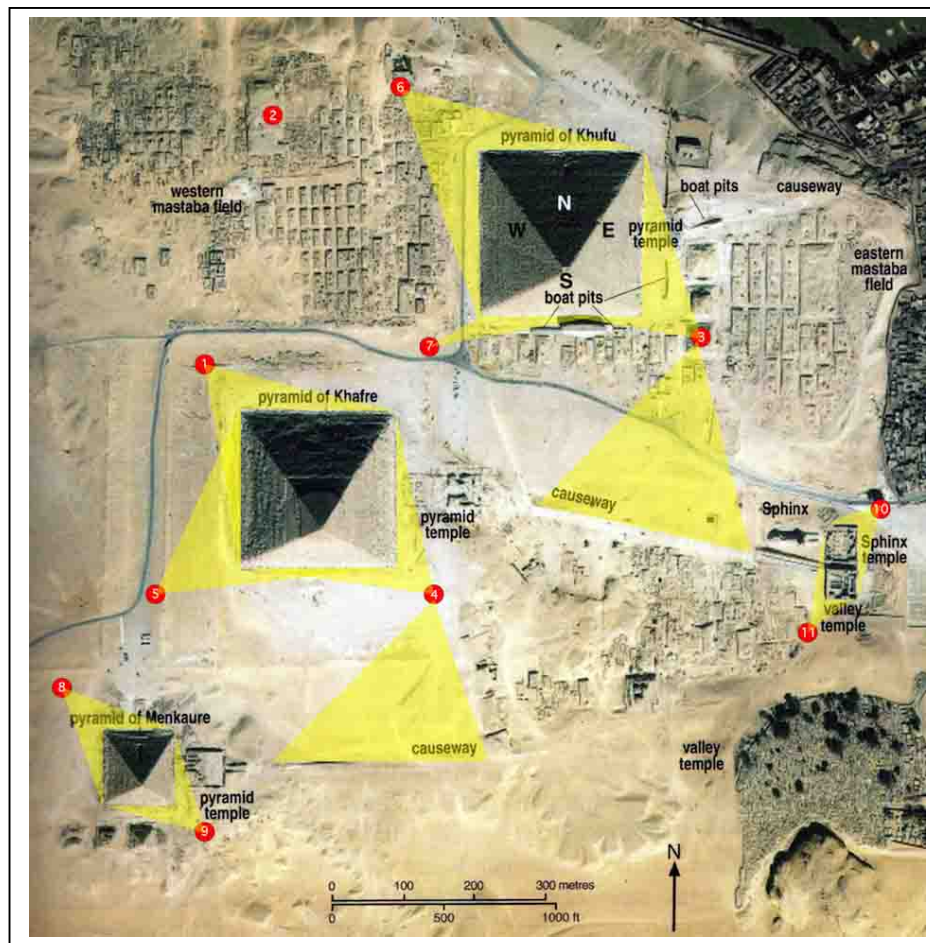 6
2
pyramid of Khufu
western
mastaba field
boat pits
causeway
N
W
E
S
pyramid
temple
eastern
mastaba
field
boat pits
7
3
1
pyramid of Khafre
causeway
pyramid
temple
Sphinx
10
Sphinx
temple
5
4
valley
temple
11
8
pyramid of Menkaure
causeway
valley
temple
pyramid
temple
9
N
0 100 200 300 metres
0 500 1000 ft